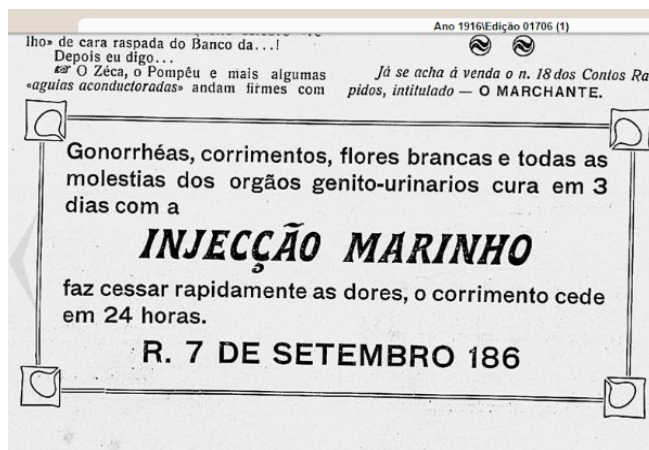 Ano 1916\Edição 01706 (1)
lho» de cara raspada do Banco da...!
Depois eu digo...
O Zéca, o Pompêu e mais algumas
«aguias aconductoradas» andam firmes com
Já se acha á venda o n. 18 dos Contos Ra
pidos, intitulado — O MARCHANTE.
Gonorrhéas, corrimentos, flores brancas e todas as
molestias dos orgãos genito-urinarios cura em 3
dias com a
INJECÇÃO MARINHO
faz cessar rapidamente as dores, o corrimento cede
em 24 horas.
R. 7 DE SETEMBRO 186